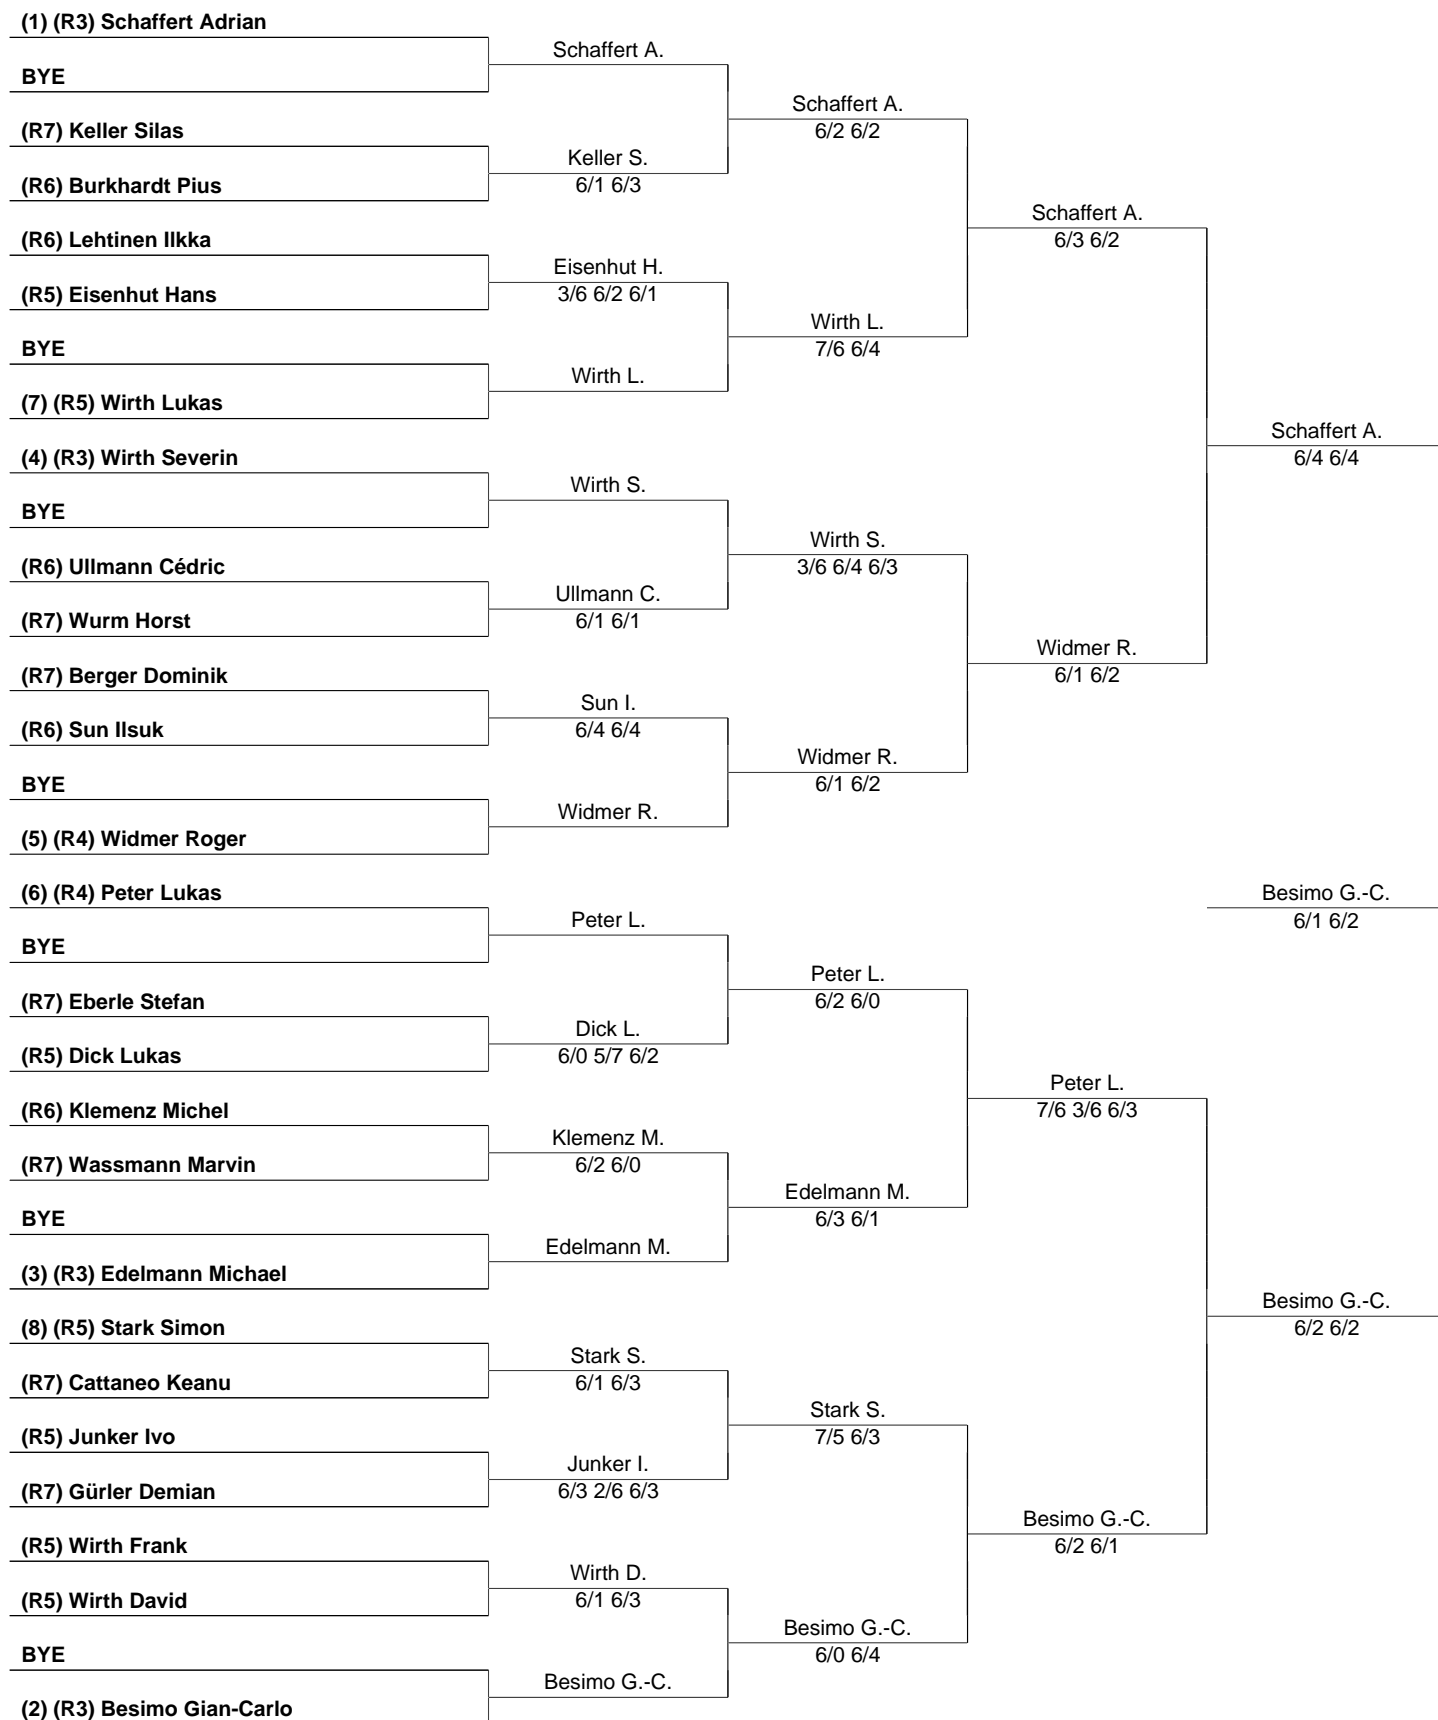 (1) (R3) Schaffert Adrian
BYE
(R7) Keller Silas
(R6) Burkhardt Pius
(R6) Lehtinen Ilkka
(R5) Eisenhut Hans
BYE
(7) (R5) Wirth Lukas
(4) (R3) Wirth Severin
BYE
(R6) Ullmann Cédric
(R7) Wurm Horst
(R7) Berger Dominik
(R6) Sun Ilsuk
BYE
(5) (R4) Widmer Roger
(6) (R4) Peter Lukas
BYE
(R7) Eberle Stefan
(R5) Dick Lukas
(R6) Klemenz Michel
(R7) Wassmann Marvin
BYE
(3) (R3) Edelmann Michael
(8) (R5) Stark Simon
(R7) Cattaneo Keanu
(R5) Junker Ivo
(R7) Gürler Demian
(R5) Wirth Frank
(R5) Wirth David
BYE
(2) (R3) Besimo Gian-Carlo
Schaffert A.
Keller S.
6/1 6/3
Eisenhut H.
3/6 6/2 6/1
Wirth L.
Wirth S.
Ullmann C.
6/1 6/1
Sun I.
6/4 6/4
Widmer R.
Peter L.
Dick L.
6/0 5/7 6/2
Klemenz M.
6/2 6/0
Edelmann M.
Stark S.
6/1 6/3
Junker I.
6/3 2/6 6/3
Wirth D.
6/1 6/3
Besimo G.-C.
Schaffert A.
6/2 6/2
Wirth L.
7/6 6/4
Wirth S.
3/6 6/4 6/3
Widmer R.
6/1 6/2
Peter L.
6/2 6/0
Edelmann M.
6/3 6/1
Stark S.
7/5 6/3
Besimo G.-C.
6/0 6/4
Schaffert A.
6/3 6/2
Widmer R.
6/1 6/2
Peter L.
7/6 3/6 6/3
Besimo G.-C.
6/2 6/1
Schaffert A.
6/4 6/4
Besimo G.-C.
6/1 6/2
Besimo G.-C.
6/2 6/2